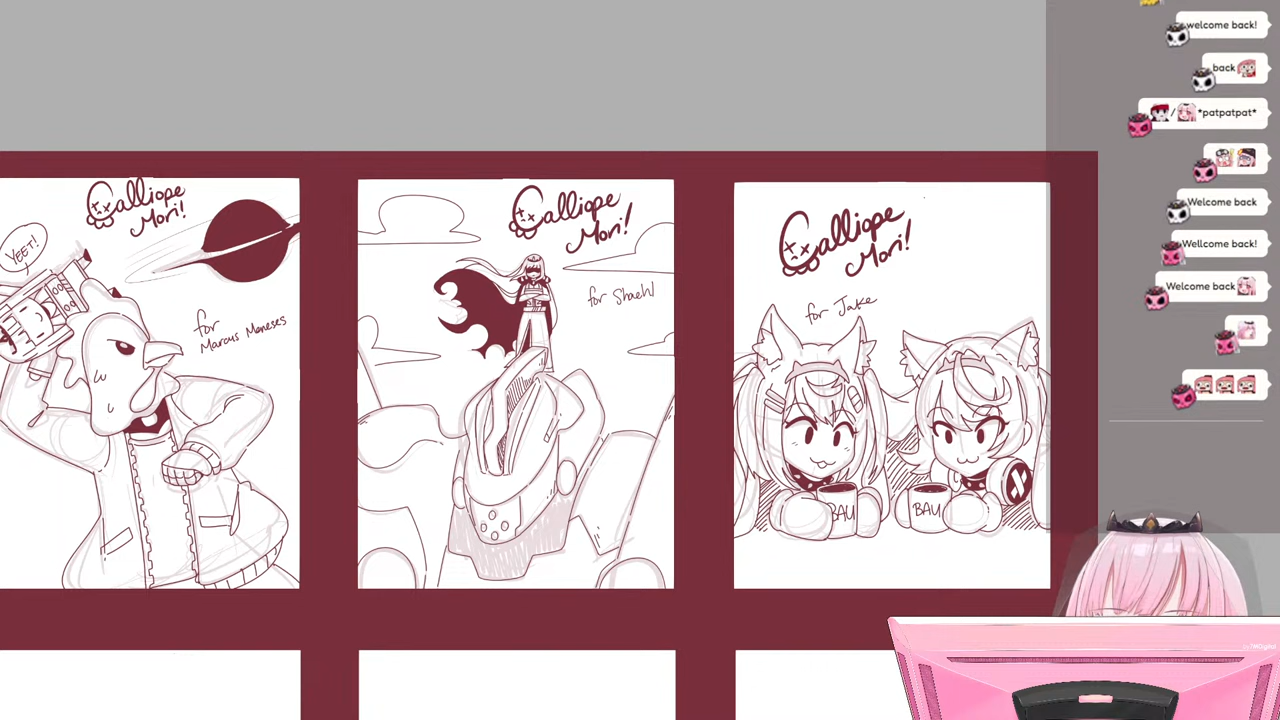 welcome back!
back
/ *patpatpat*
Welcome back
Wellcome back!
Welcome back
Calliope
Mori!
YEET!
for
Marcus Meneses
Calliope
Mori!
for Shaehl
Calliope
Mori!
for Jake
BAU
BAU